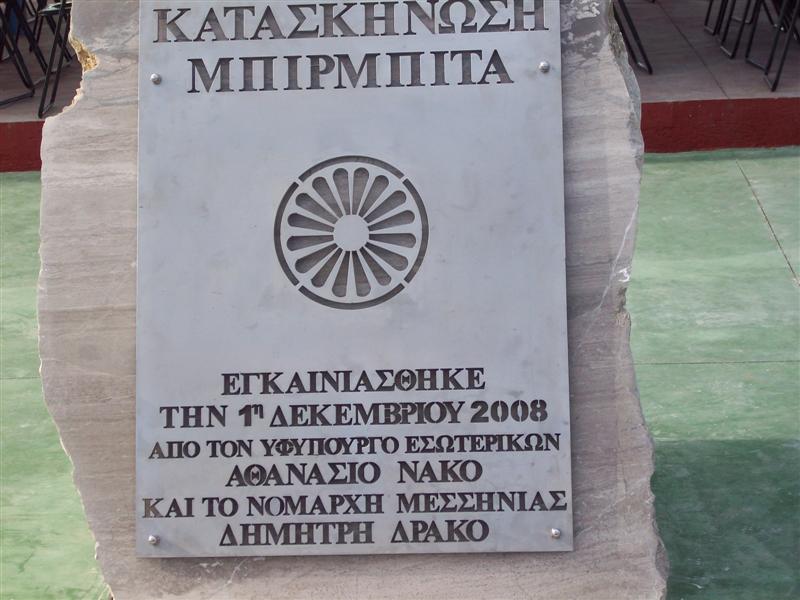 ΚΑΤΑΣΚΗΝΩΣΗ
ΜΠΙΡΜΠΙΤΑ
ΕΓΚΑΙΝΙΑΣΘΗΚΕ
ΤΗΝ 1η ΔΕΚΕΜΒΡΙΟΥ 2008
ΑΠΟ ΤΟΝ ΥΦΥΠΟΥΡΓΟ ΕΣΩΤΕΡΙΚΩΝ
ΑΘΑΝΑΣΙΟ ΝΑΚΟ
ΚΑΙ ΤΟ ΝΟΜΑΡΧΗ ΜΕΣΣΗΝΙΑΣ
ΔΗΜΗΤΡΗ ΔΡΑΚΟ